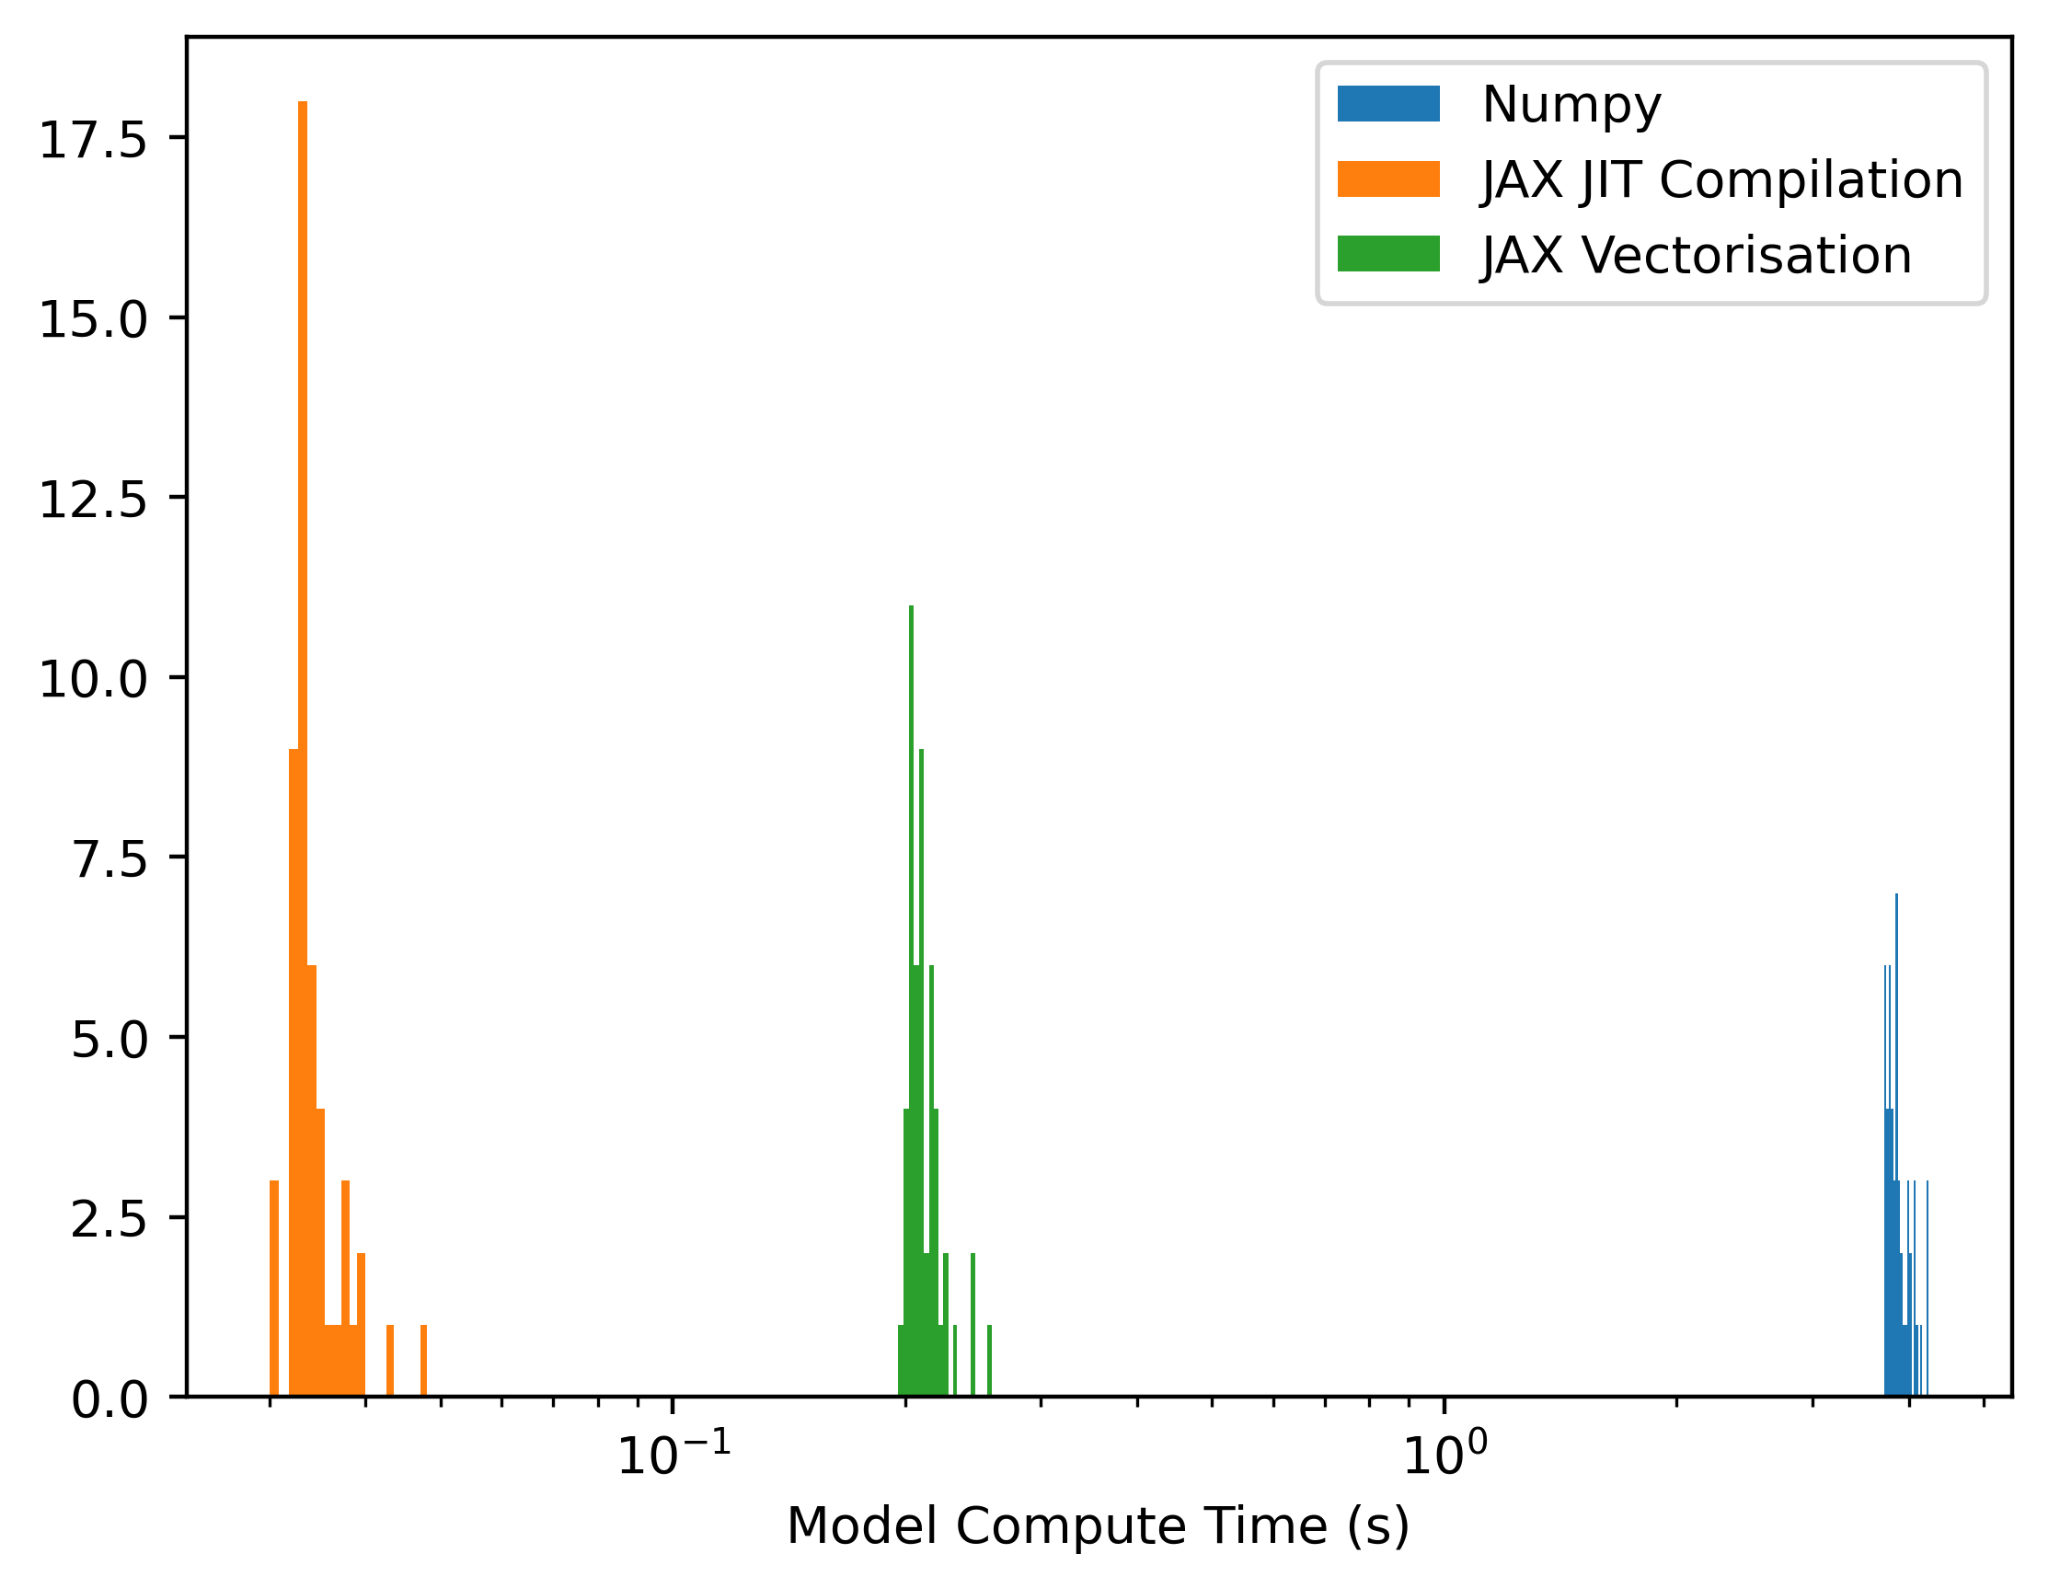 Numpy
JAX JIT Compilation
JAX Vectorisation
17.5
15.0
12.5
10.0
7.5
5.0
2.5
0.0
10⁻¹
10⁰
Model Compute Time (s)